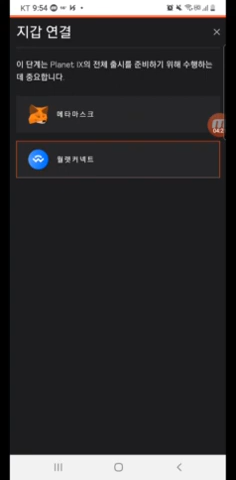 KT 9:54
지갑 연결
이 단계는 Planet IX의 전체 출시를 준비하기 위해 수행하는
데 중요합니다.
메타마스크
04:2
월렛커넥트